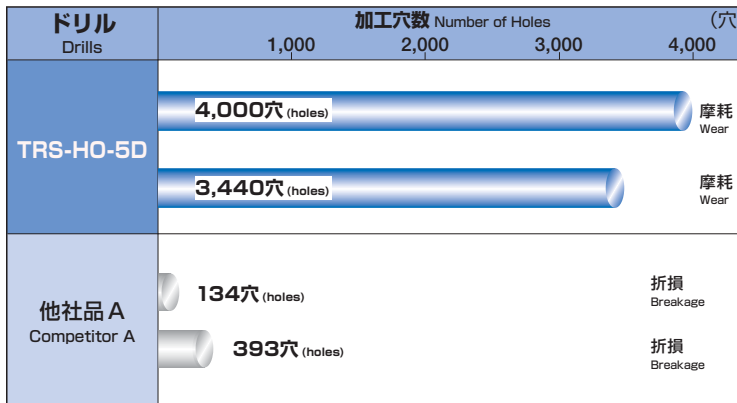 ドリル
Drills
加工穴数 Number of Holes
(穴
1,000 2,000 3,000 4,000
TRS-HO-5D
4,000穴 (holes)
摩耗
Wear
3,440穴 (holes)
摩耗
Wear
他社品 A
Competitor A
134穴 (holes)
折損
Breakage
393穴 (holes)
折損
Breakage